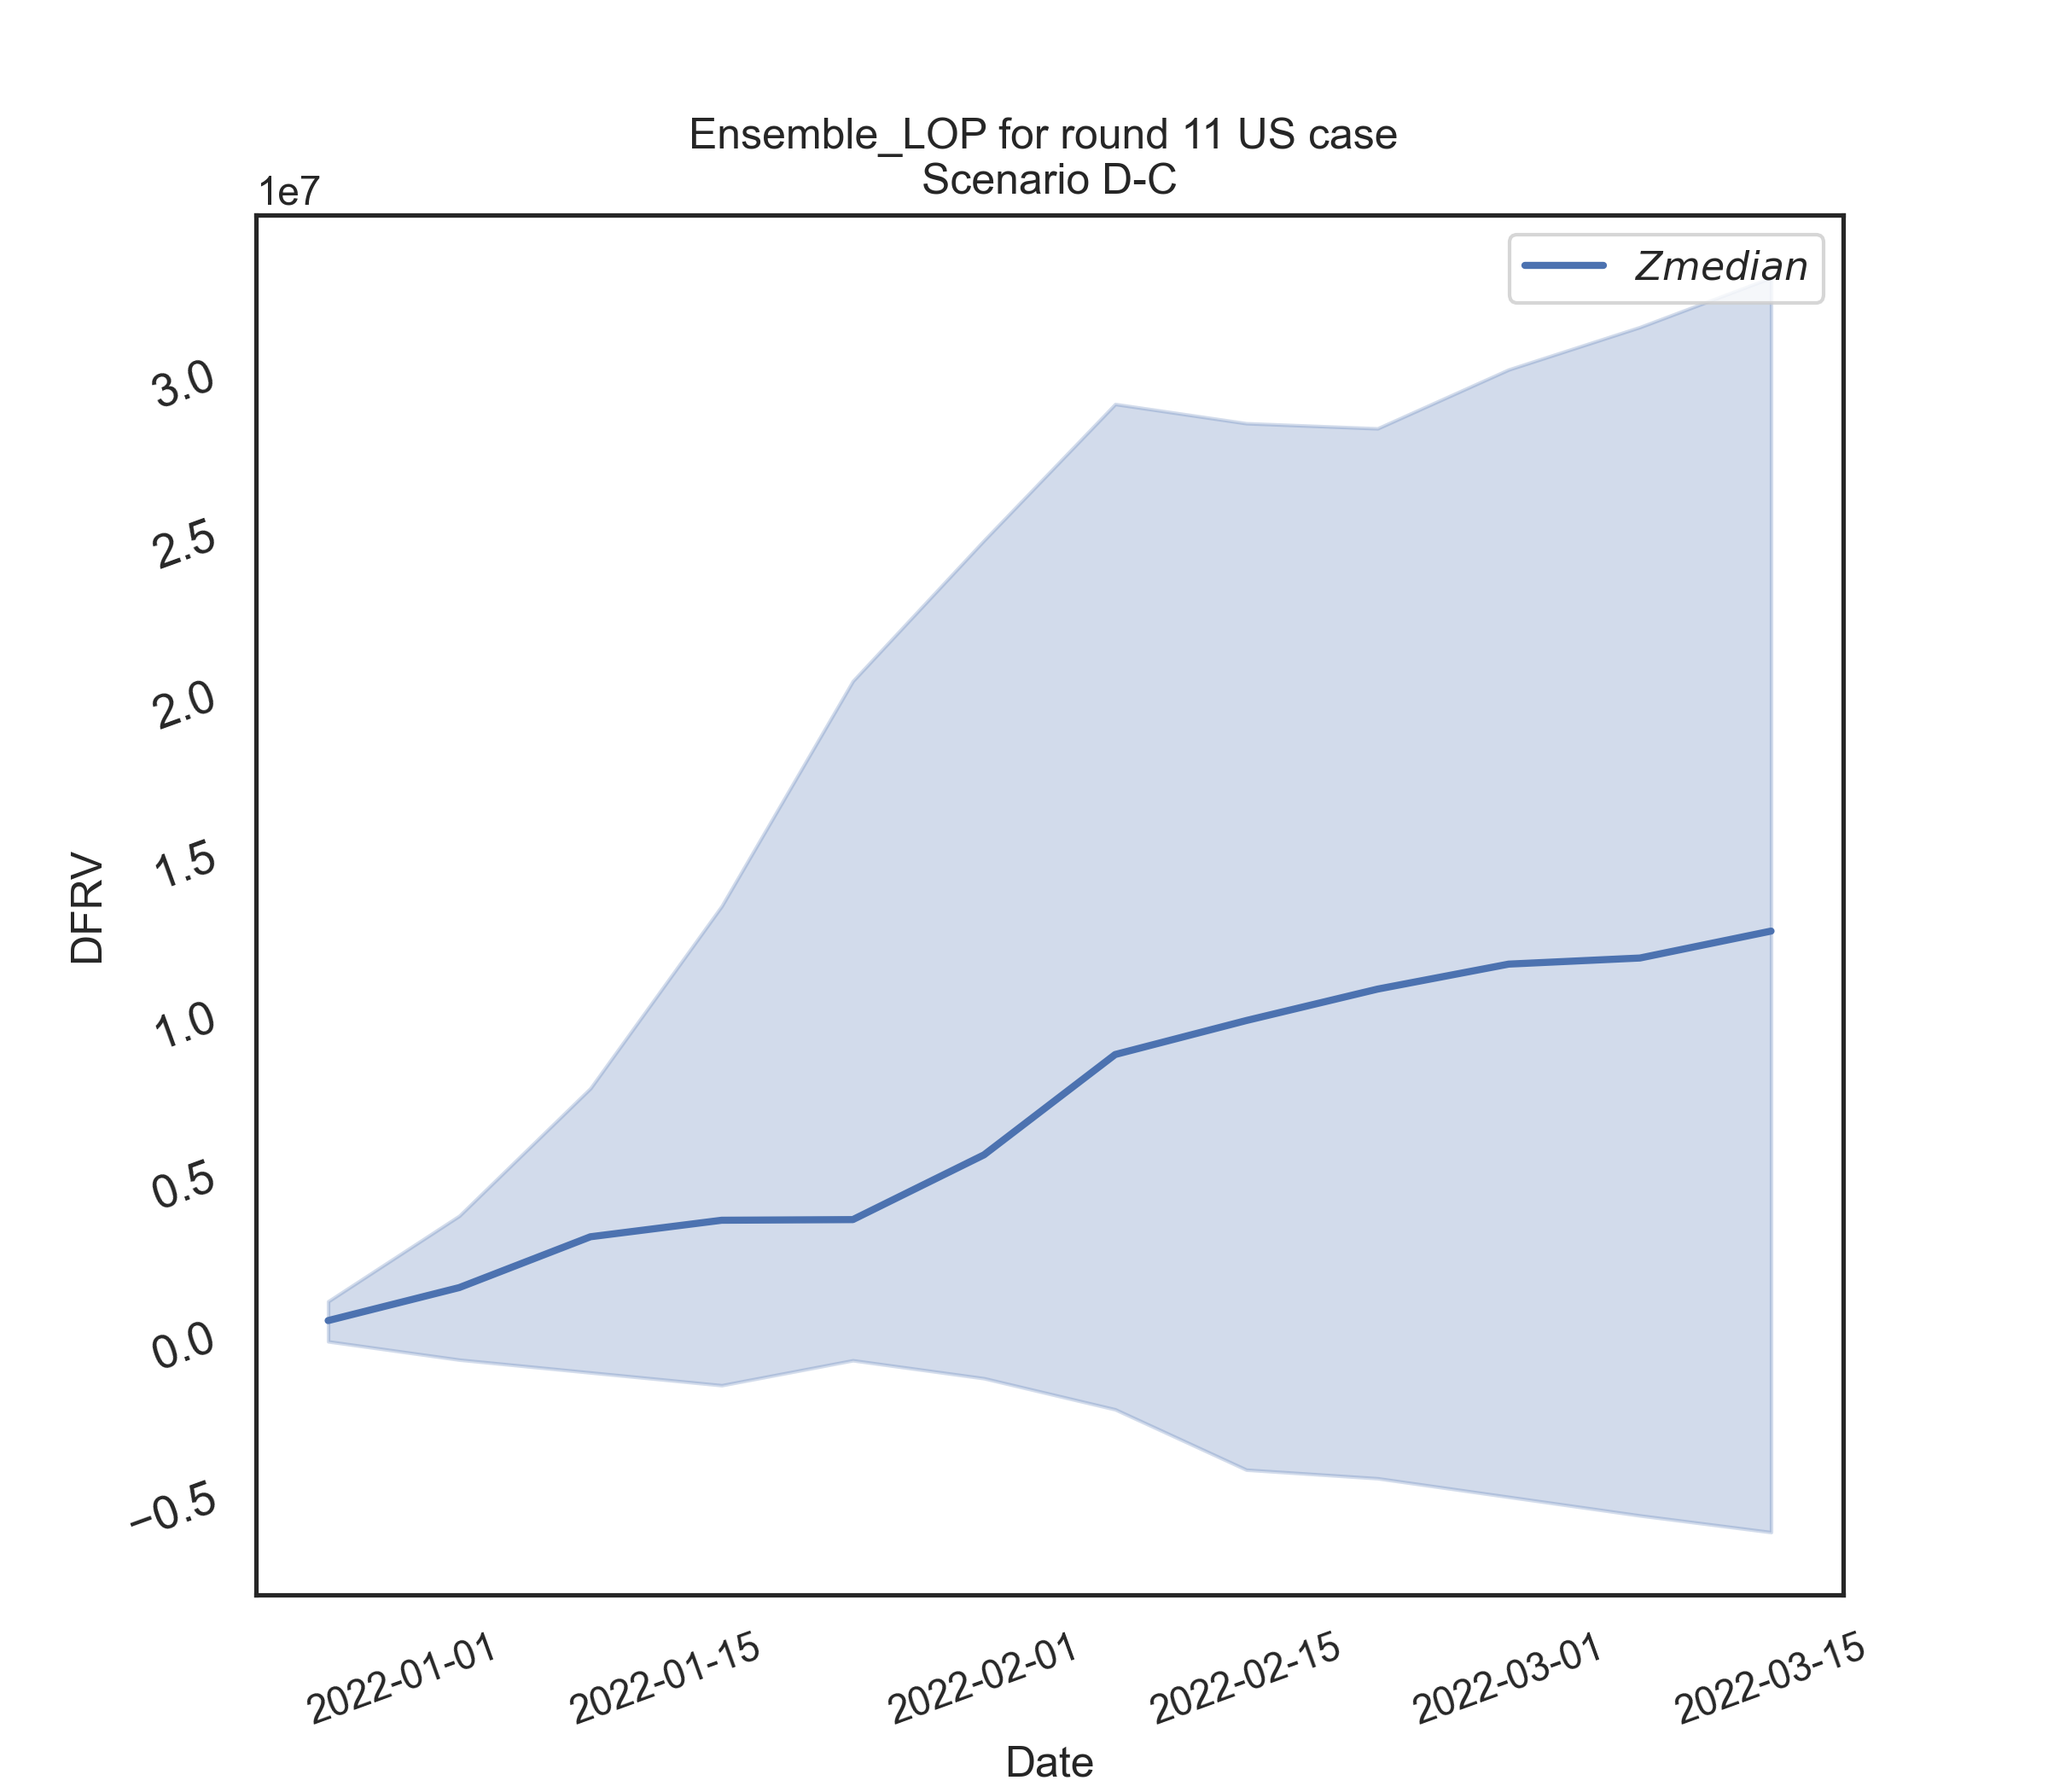 Ensemble_LOP for round 11 US case
Scenario D-C
1e7
Zmedian
3.0
2.5
2.0
1.5
1.0
0.5
0.0
−0.5
DFRV
2022-01-01
2022-01-15
2022-02-01
2022-02-15
2022-03-01
2022-03-15
Date